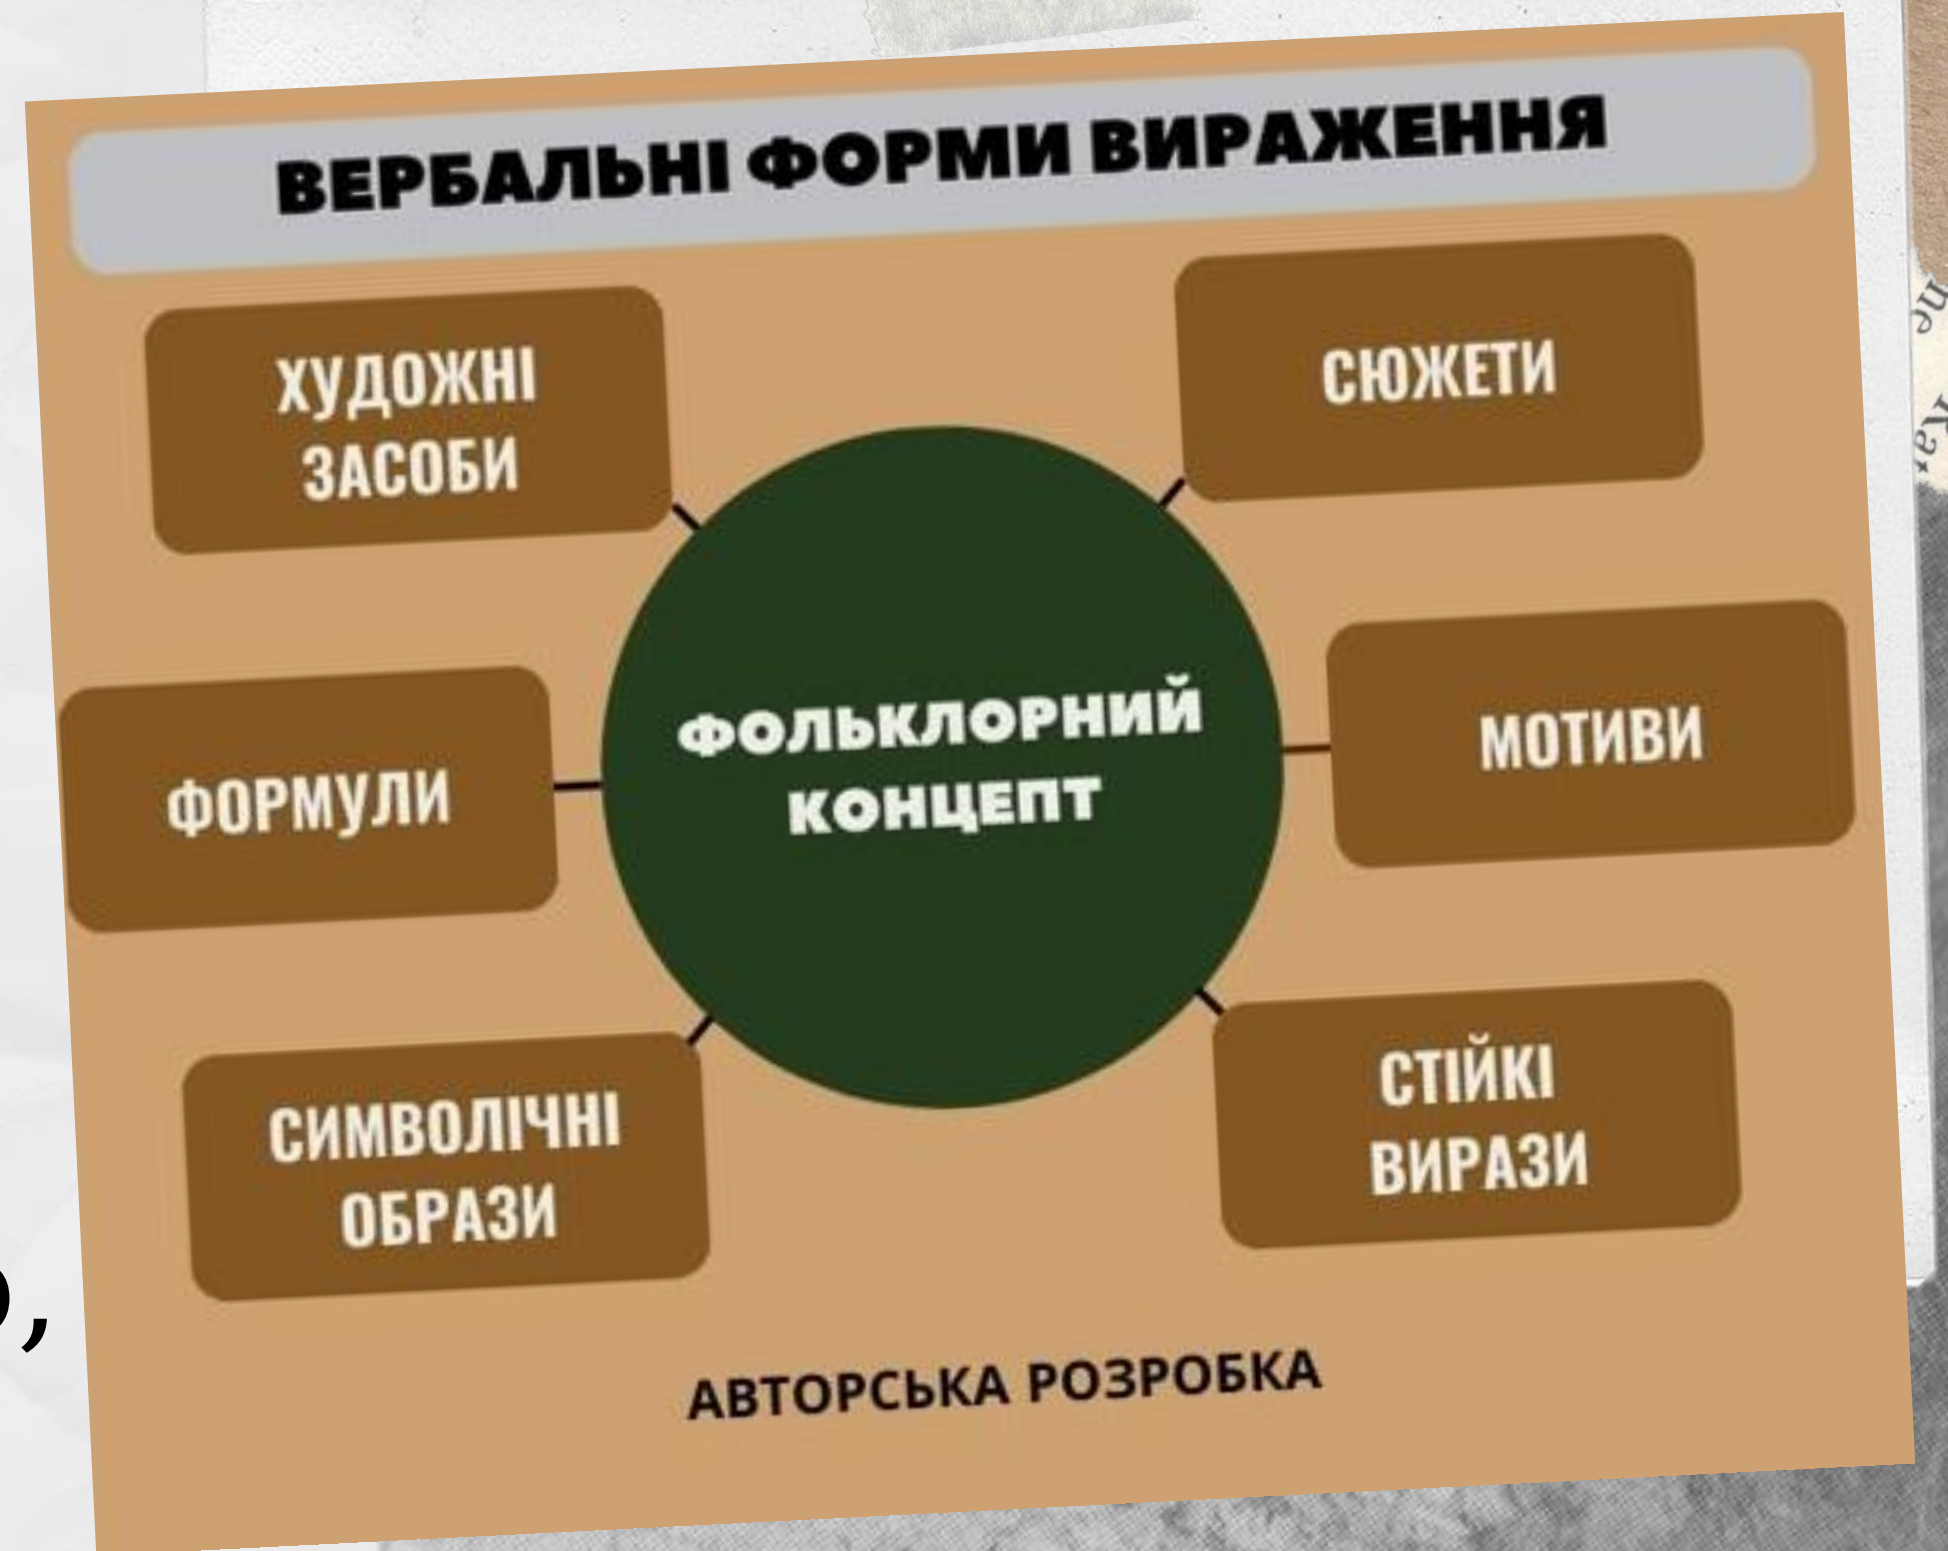 ВЕРБАЛЬНІ ФОРМИ ВИРАЖЕННЯ
ХУДОЖНІ
ЗАСОБИ
СЮЖЕТИ
ФОРМУЛИ
ФОЛЬКЛОРНИЙ
КОНЦЕПТ
МОТИВИ
СИМВОЛІЧНІ
ОБРАЗИ
СТІЙКІ
ВИРАЗИ
АВТОРСЬКА РОЗРОБКА